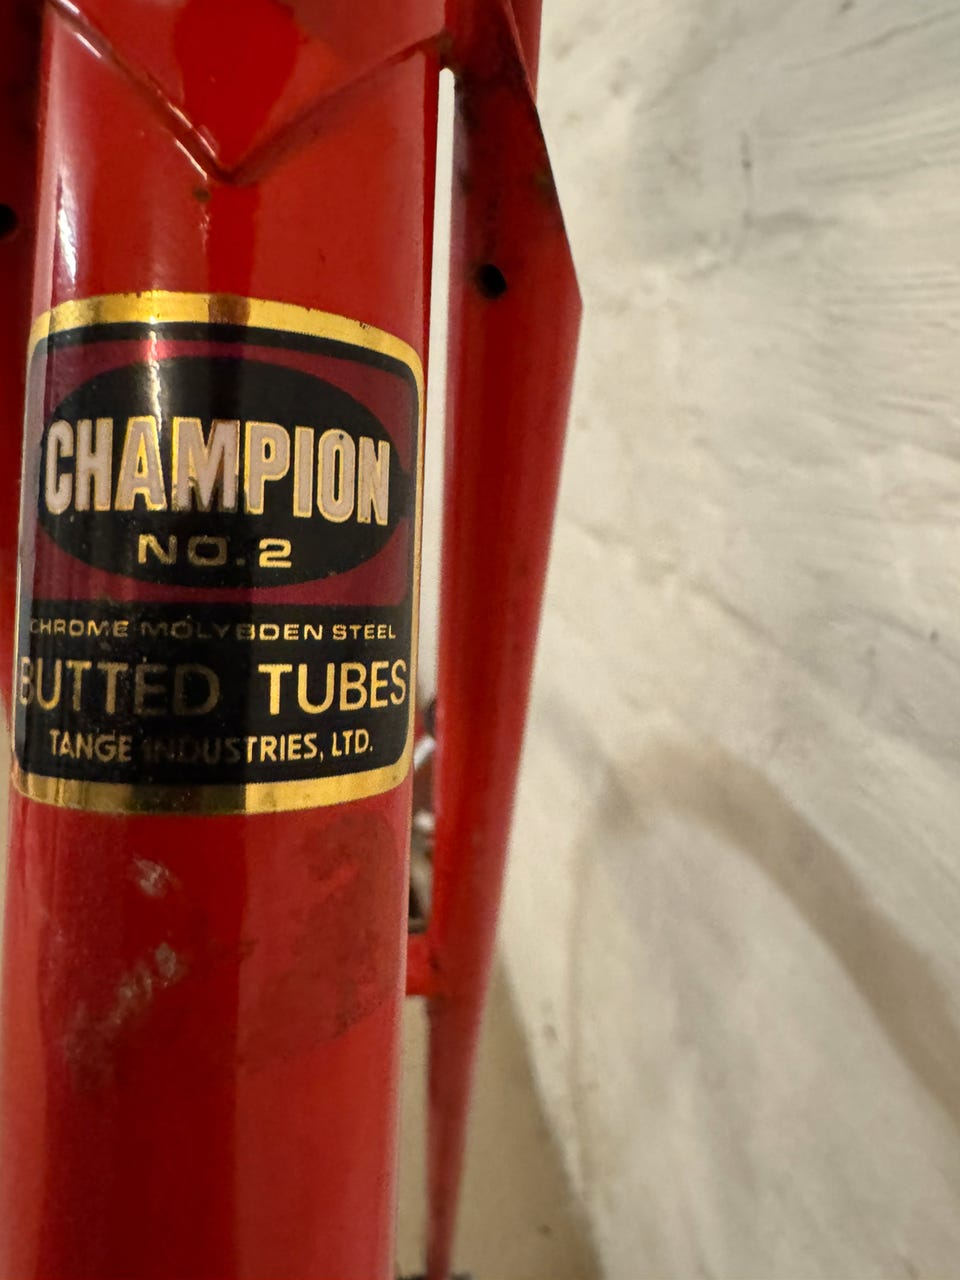 CHAMPION
NO. 2
CHROME MOLYBDEN STEEL
BUTTED TUBES
TANGE INDUSTRIES, LTD.